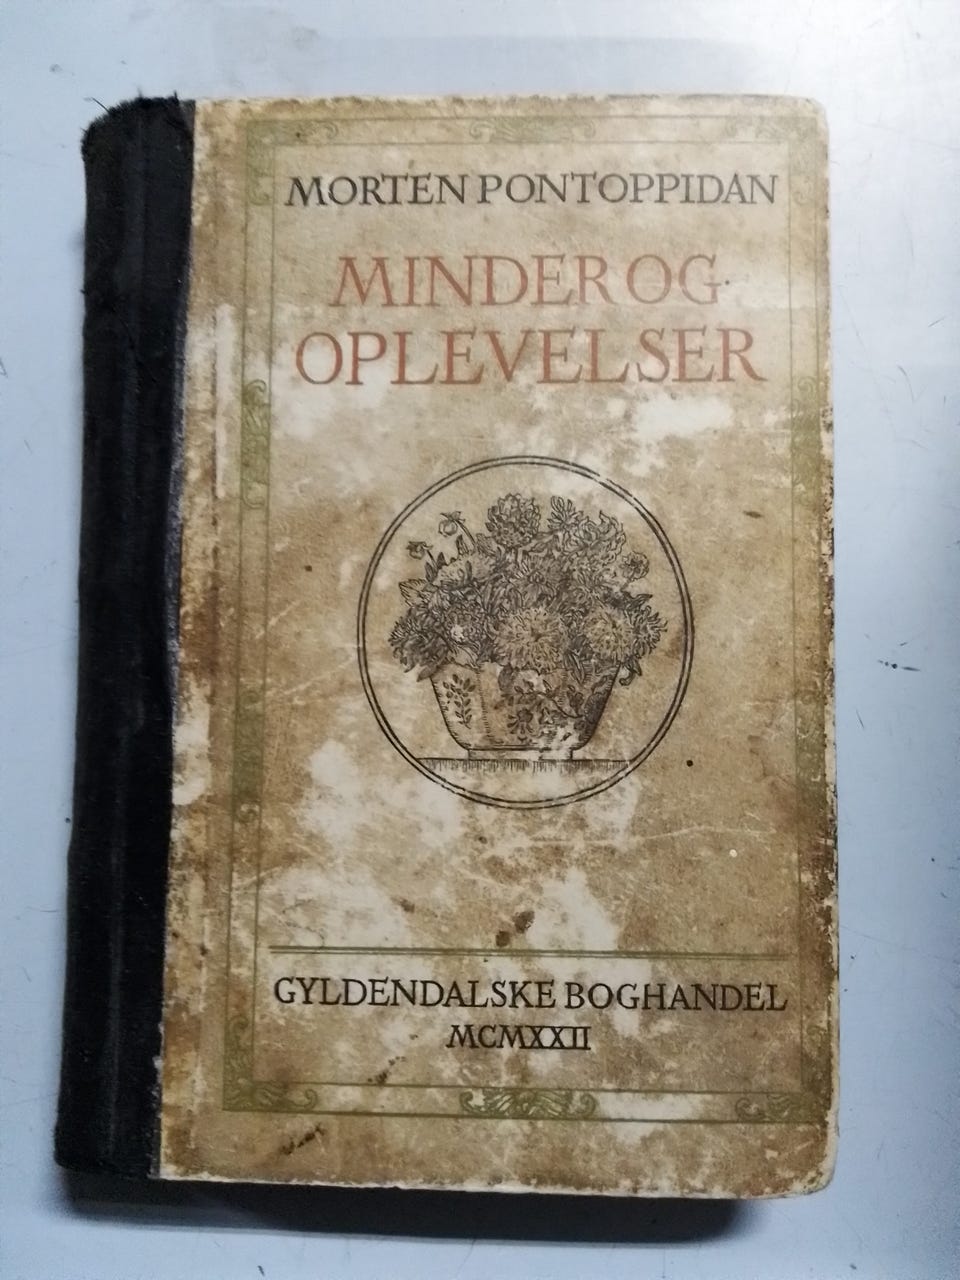 MORTEN PONTOPPIDAN
MINDER OG
OPLEVELSER
GYLDENDALSKE BOGHANDEL
MCMXXII